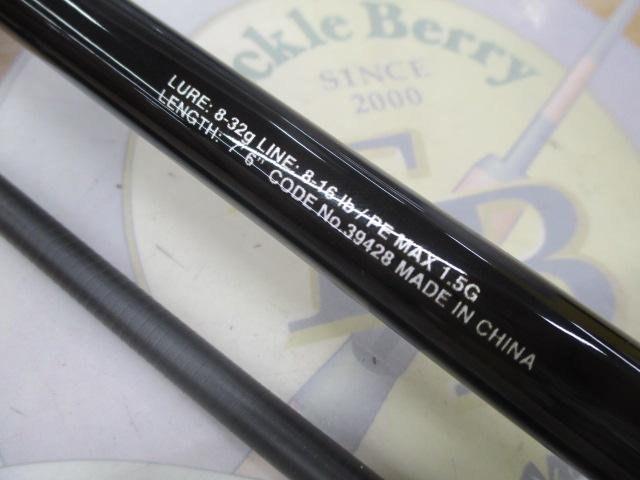 ckle Berry
SINCE
2000
LURE: 8-32g LINE: 8-16 lb / PE MAX 1.5G
LENGTH: 7'6" CODE No.39428 MADE IN CHINA